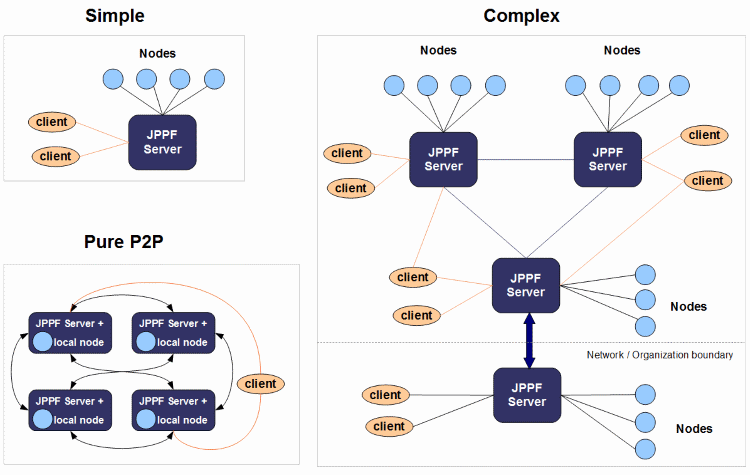 Simple
Nodes
client
client
JPPF
Server
Pure P2P
JPPF Server +
local node
JPPF Server +
local node
JPPF Server +
local node
JPPF Server +
local node
client
Complex
Nodes
Nodes
client
client
JPPF
Server
JPPF
Server
client
client
client
client
JPPF
Server
Nodes
Network / Organization boundary
client
client
JPPF
Server
Nodes